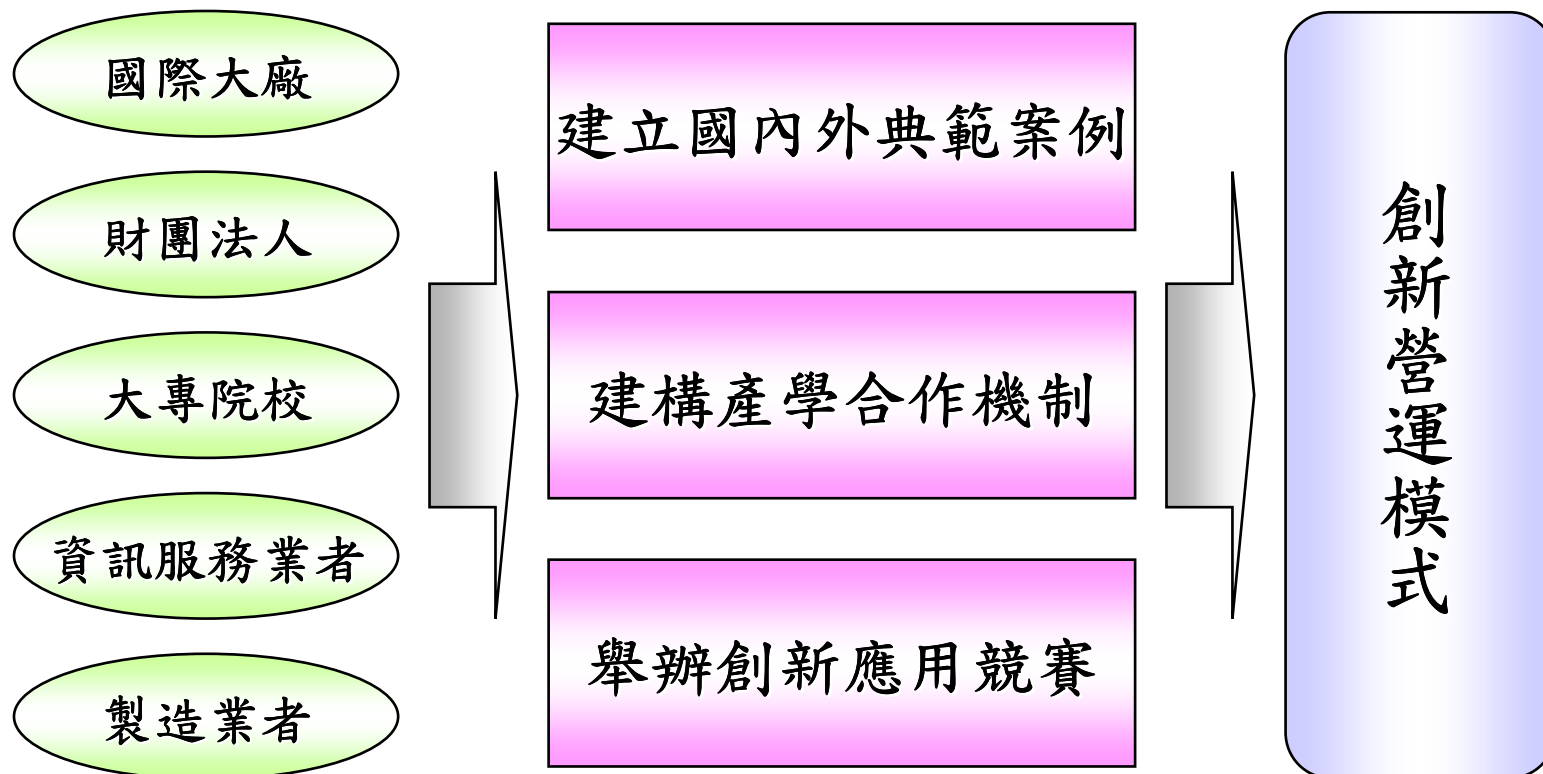 國際大廠
財團法人
大專院校
資訊服務業者
製造業者
建立國內外典範案例
建構產學合作機制
舉辦創新應用競賽
創新營運模式